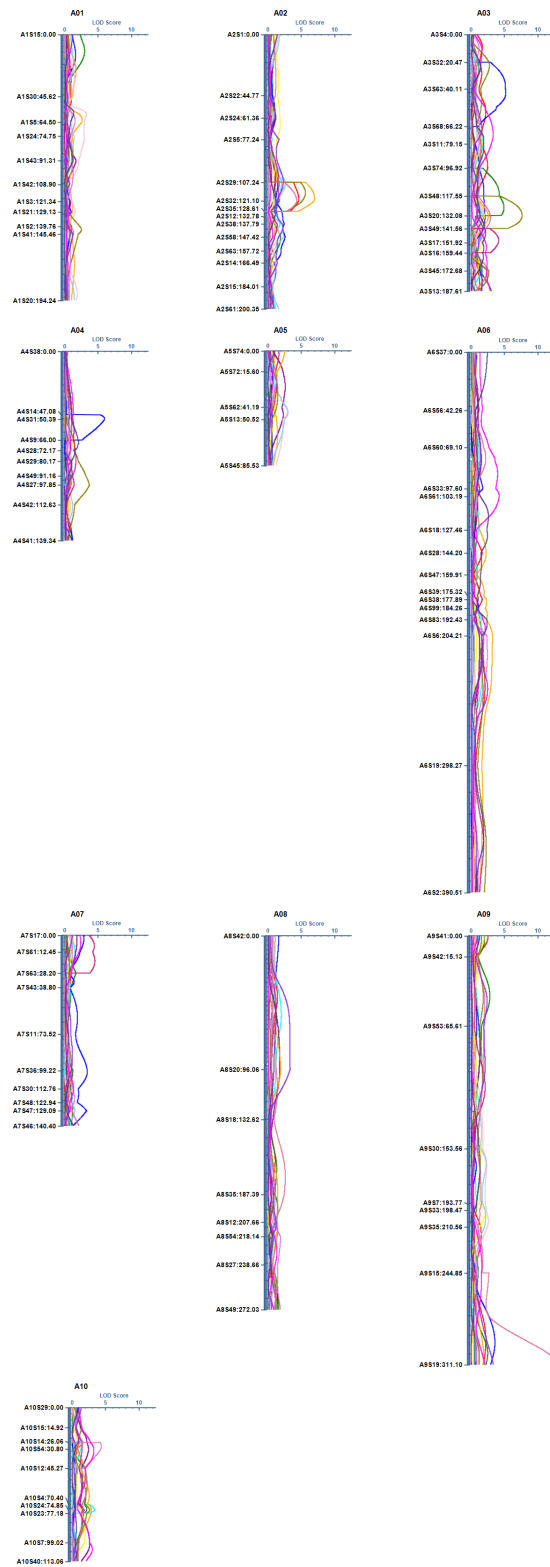 A01
LOD Score
0 5 10
A1S15:0.00
A1S30:45.62
A1S5:64.50
A1S24:74.75
A1S43:91.31
A1S42:108.90
A1S3:121.34
A1S21:129.13
A1S2:139.76
A1S41:145.46
A1S20:194.24
A02
LOD Score
0 5 10
A2S1:0.00
A2S22:44.77
A2S24:61.36
A2S5:77.24
A2S29:107.24
A2S32:121.10
A2S35:128.61
A2S12:132.78
A2S38:137.79
A2S58:147.42
A2S63:157.72
A2S14:166.49
A2S15:184.01
A2S61:200.35
A03
LOD Score
0 5 10
A3S4:0.00
A3S32:20.47
A3S63:40.11
A3S68:66.22
A3S11:79.15
A3S74:96.92
A3S48:117.55
A3S20:132.08
A3S49:141.56
A3S17:151.92
A3S16:159.44
A3S45:172.68
A3S13:187.61
A04
LOD Score
0 5 10
A4S38:0.00
A4S14:47.08
A4S31:50.39
A4S9:66.00
A4S28:72.17
A4S29:80.17
A4S49:91.16
A4S27:97.85
A4S42:112.63
A4S41:139.34
A05
LOD Score
0 5 10
A5S74:0.00
A5S72:15.60
A5S62:41.19
A5S13:50.52
A5S45:85.53
A06
LOD Score
0 5 10
A6S37:0.00
A6S56:42.26
A6S60:69.10
A6S33:97.60
A6S61:103.19
A6S18:127.46
A6S28:144.20
A6S47:159.91
A6S39:175.32
A6S38:177.89
A6S99:184.26
A6S83:192.43
A6S6:204.21
A6S19:298.27
A6S2:390.51
A07
LOD Score
0 5 10
A7S17:0.00
A7S61:12.45
A7S63:28.20
A7S43:38.80
A7S11:73.52
A7S36:99.22
A7S30:112.76
A7S48:122.94
A7S47:129.09
A7S46:140.40
A08
LOD Score
0 5 10
A8S42:0.00
A8S20:96.06
A8S18:132.62
A8S35:187.39
A8S12:207.66
A8S54:218.14
A8S27:238.66
A8S49:272.03
A09
LOD Score
0 5 10
A9S41:0.00
A9S42:15.13
A9S53:65.61
A9S30:153.56
A9S7:193.77
A9S33:198.47
A9S35:210.56
A9S15:244.85
A9S19:311.10
A10
LOD Score
0 5 10
A10S29:0.00
A10S15:14.92
A10S14:26.06
A10S54:30.80
A10S12:45.27
A10S4:70.40
A10S24:74.85
A10S23:77.18
A10S7:99.02
A10S40:113.06